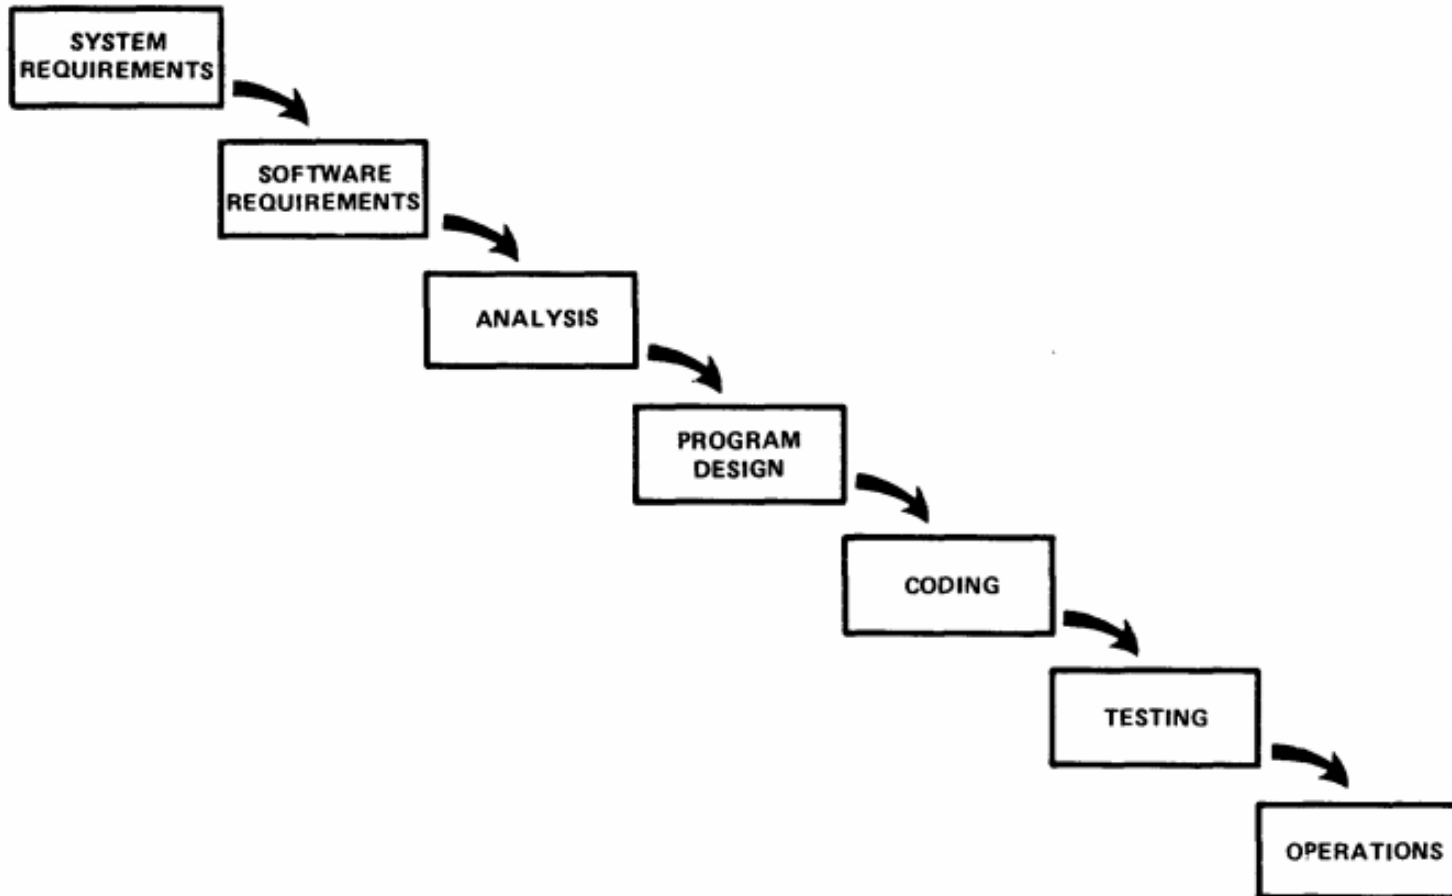 SYSTEM
REQUIREMENTS
SOFTWARE
REQUIREMENTS
ANALYSIS
PROGRAM
DESIGN
CODING
TESTING
OPERATIONS